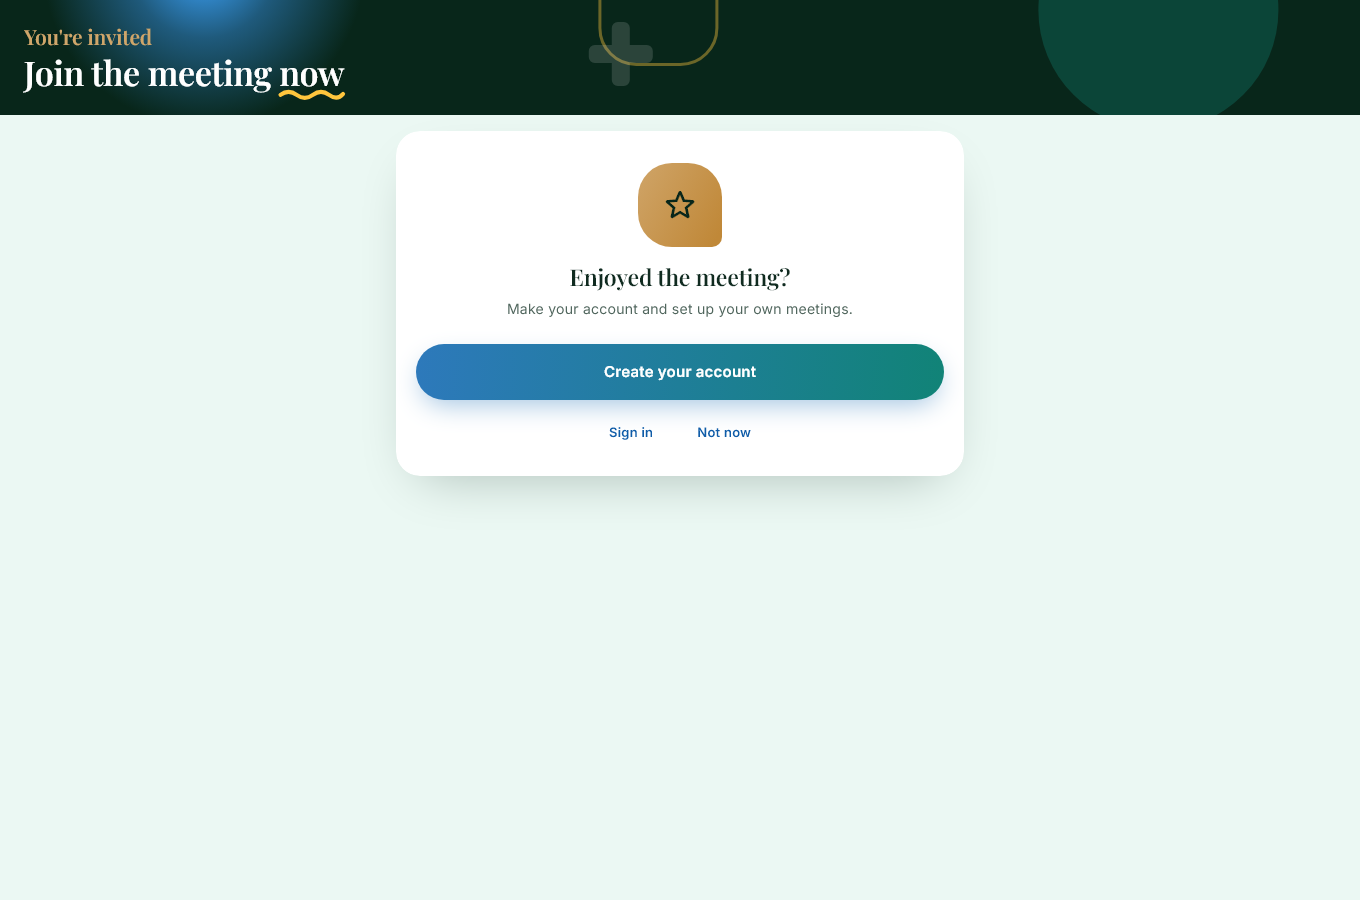 You're invited
Join the meeting now
Enjoyed the meeting?
Make your account and set up your own meetings.
Create your account
Sign in
Not now